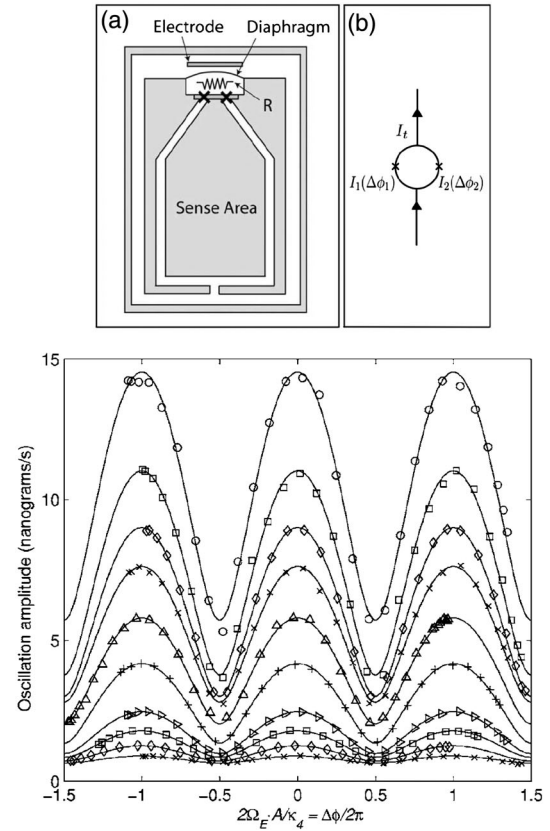 (a)
Electrode Diaphragm
R
Sense Area
(b)
I_t
I_1(Δϕ_1) I_2(Δϕ_2)
Oscillation amplitude (nanograms/s)
15
10
5
0
-1.5 -1 -0.5 0 0.5 1 1.5
2Ω_E·A/κ_4 = Δϕ/2π